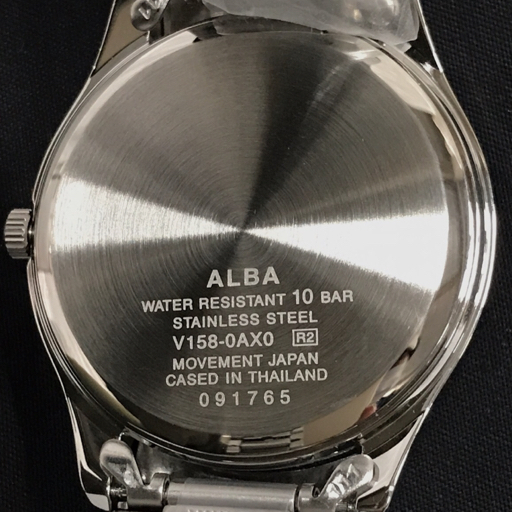 ALBA
WATER RESISTANT 10 BAR
STAINLESS STEEL
V158-0AX0 R2
MOVEMENT JAPAN
CASED IN THAILAND
091765